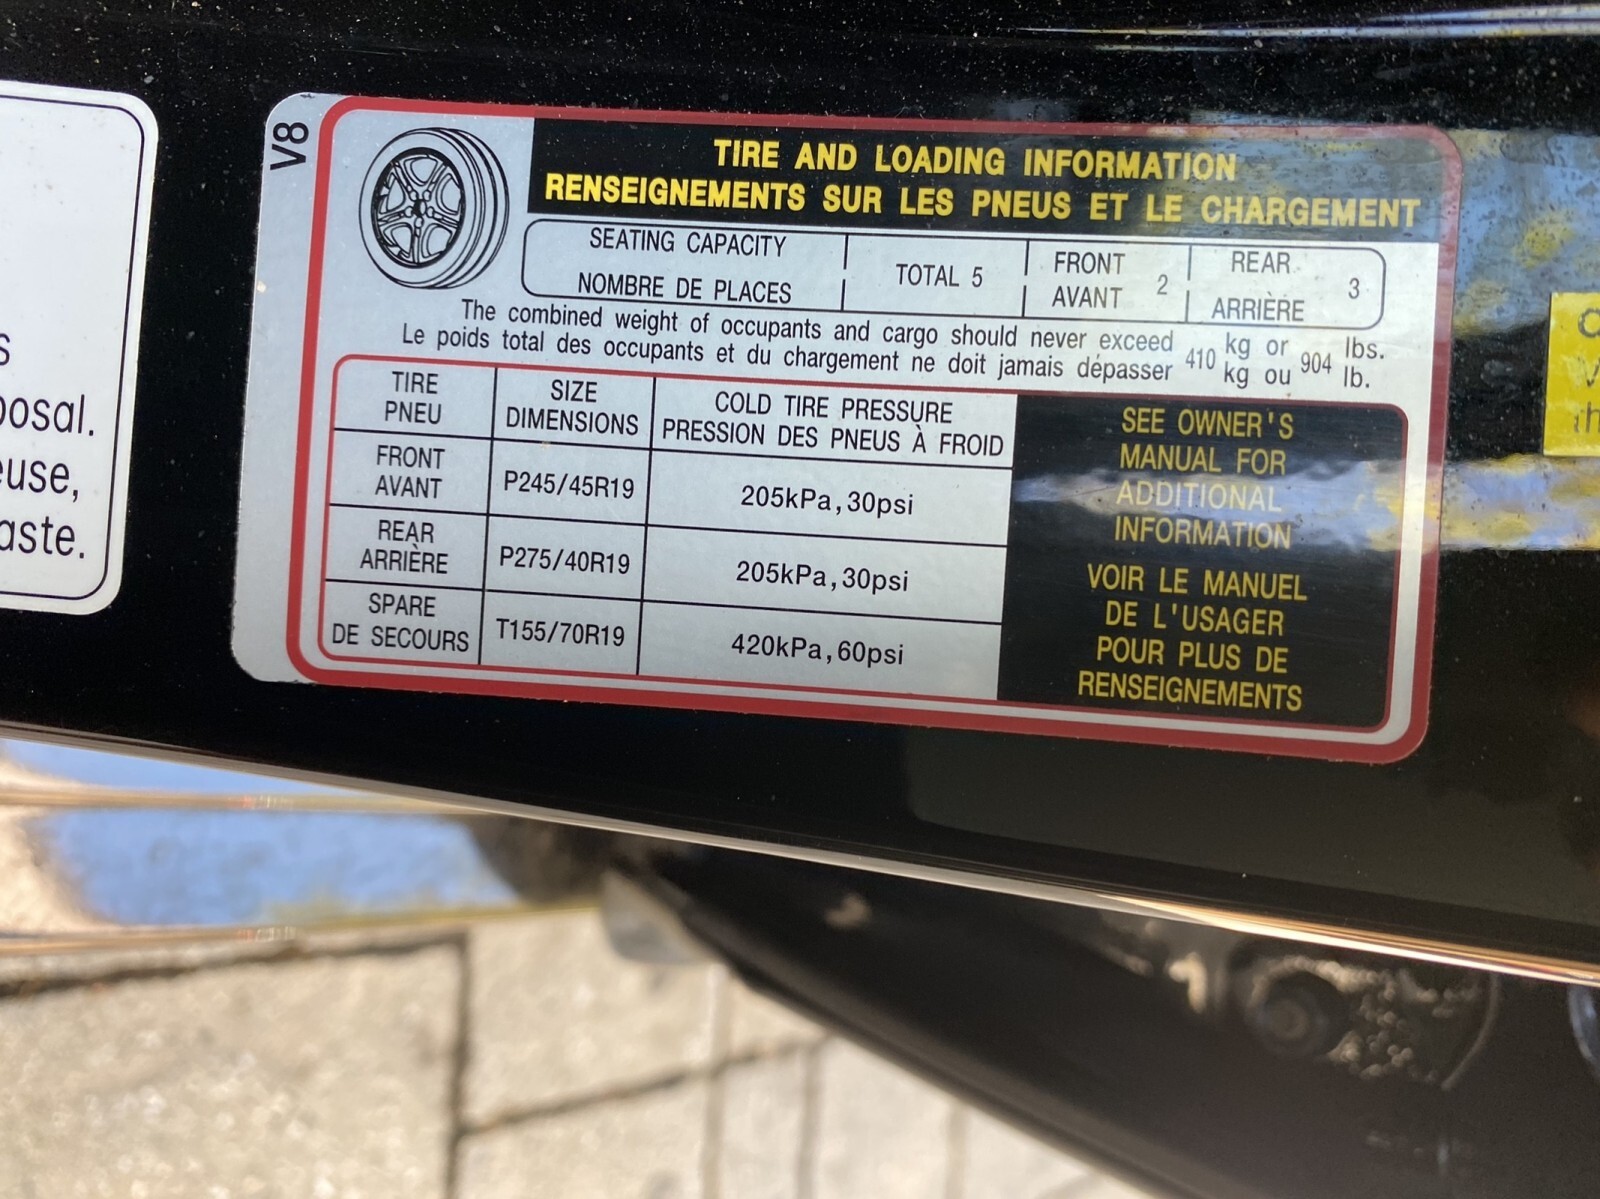 V8
TIRE AND LOADING INFORMATION
RENSEIGNEMENTS SUR LES PNEUS ET LE CHARGEMENT
SEATING CAPACITY
NOMBRE DE PLACES
TOTAL 5
FRONT
AVANT
2
REAR
ARRIÈRE
3
The combined weight of occupants and cargo should never exceed kg or lbs.
Le poids total des occupants et du chargement ne doit jamais dépasser 410 kg ou 904 lb.
TIRE
PNEU
SIZE
DIMENSIONS
COLD TIRE PRESSURE
PRESSION DES PNEUS À FROID
FRONT
AVANT
P245/45R19
205kPa,30psi
REAR
ARRIÈRE
P275/40R19
205kPa,30psi
SPARE
DE SECOURS
T155/70R19
420kPa,60psi
SEE OWNER'S
MANUAL FOR
ADDITIONAL
INFORMATION
VOIR LE MANUEL
DE L'USAGER
POUR PLUS DE
RENSEIGNEMENTS